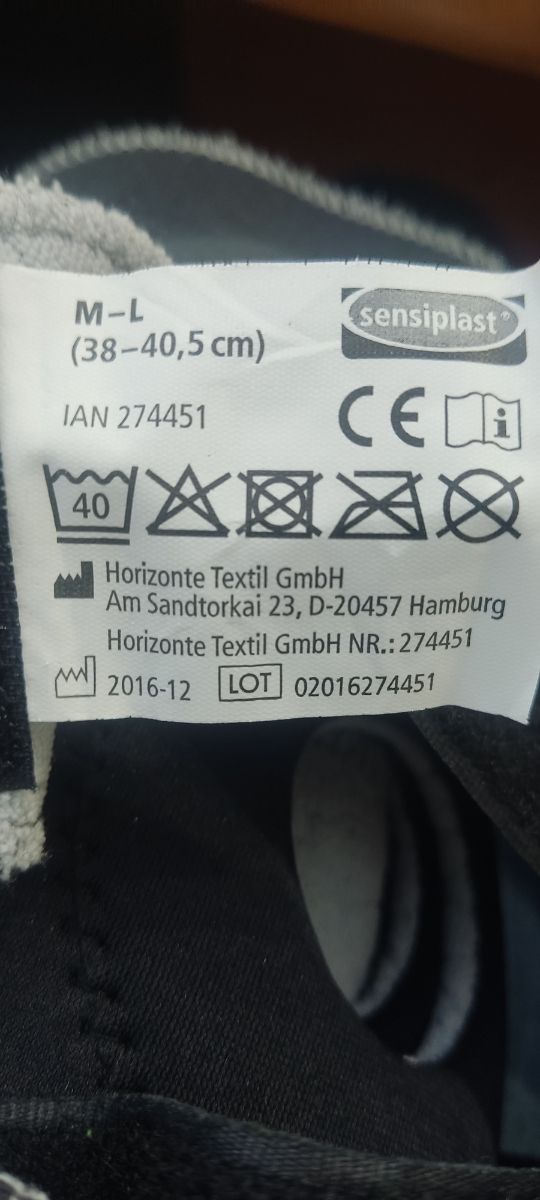 M–L
(38–40,5 cm)
sensiplast®
IAN 274451
CE
i
40
Horizonte Textil GmbH
Am Sandtorkai 23, D-20457 Hamburg
Horizonte Textil GmbH NR.: 274451
2016-12 LOT 02016274451